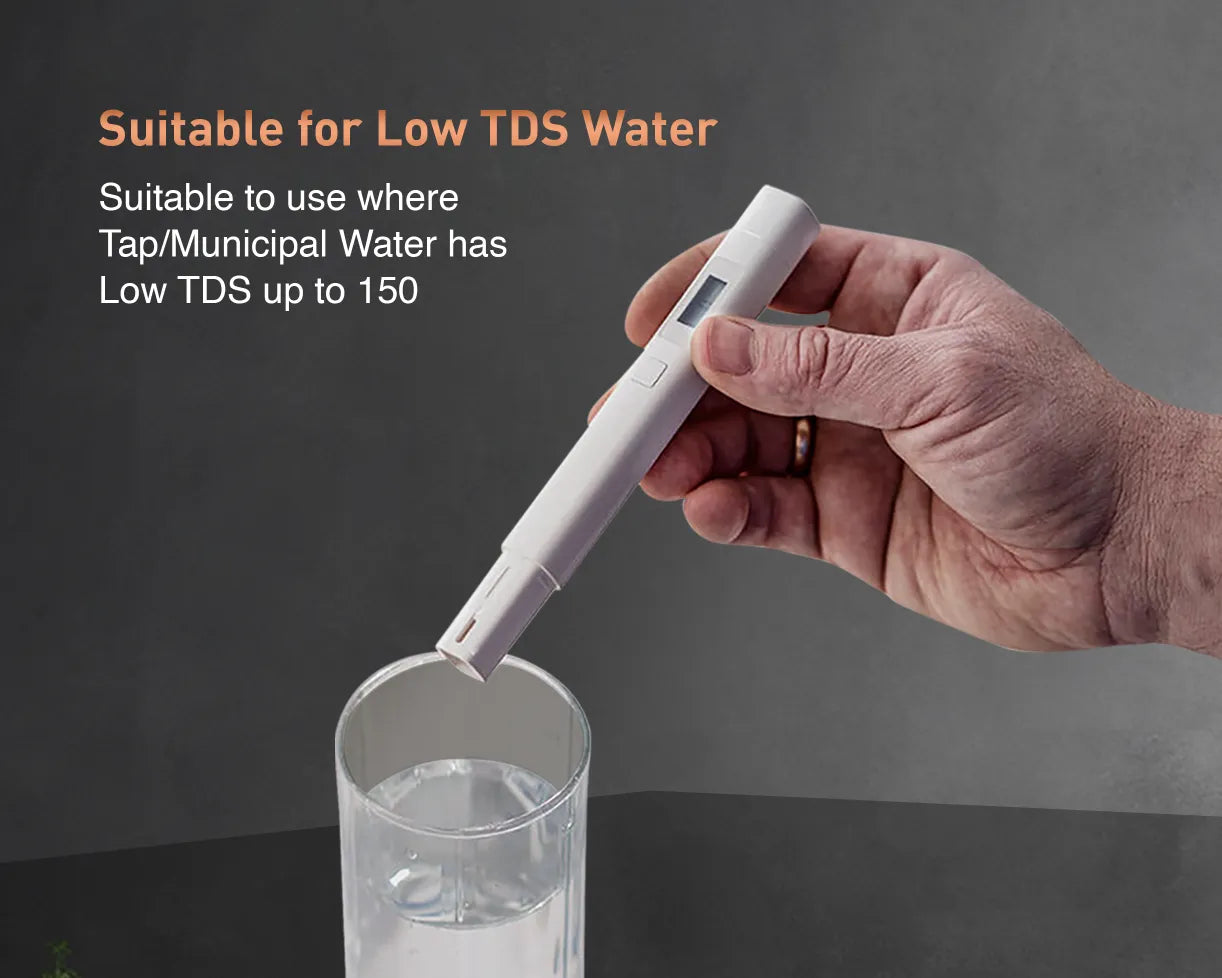 Suitable for Low TDS Water
Suitable to use where
Tap/Municipal Water has
Low TDS up to 150